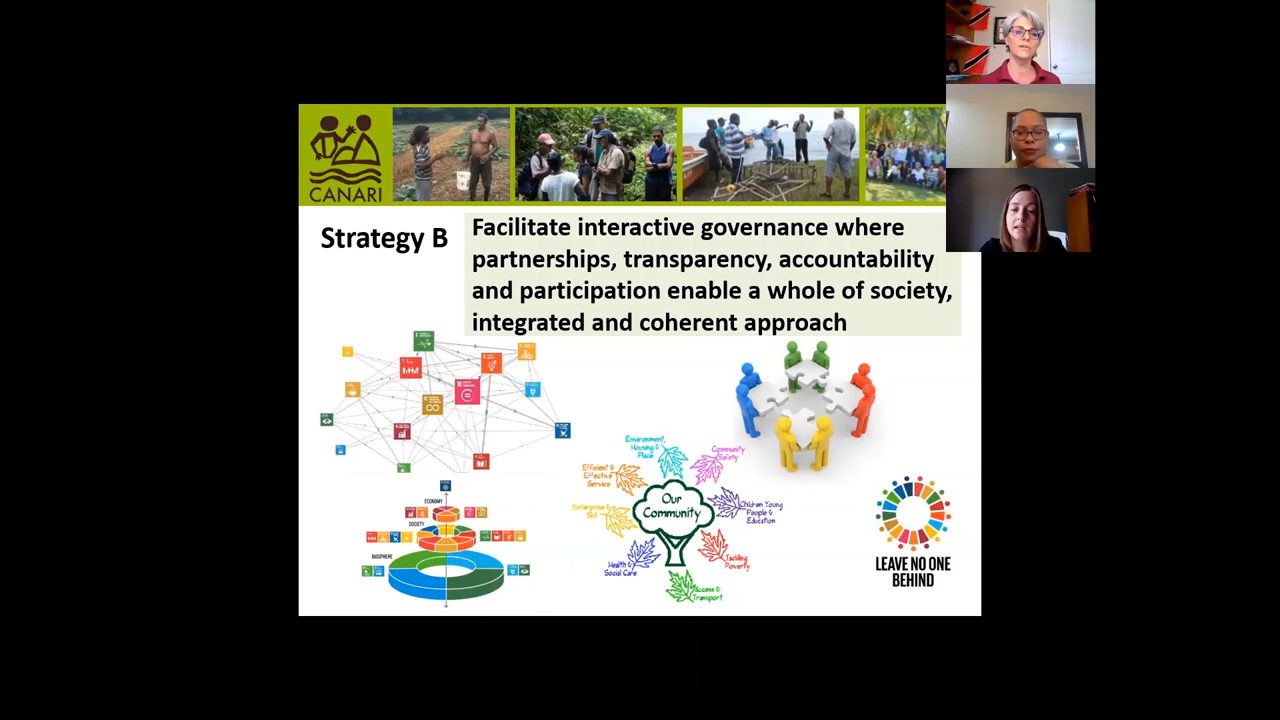 CANARI
Strategy B
Facilitate interactive governance where
partnerships, transparency, accountability
and participation enable a whole of society,
integrated and coherent approach
ECONOMY
SOCIETY
BIOSPHERE
Environment,
Housing &
Place
Community
Safety
Efficient &
Effective
Service
Children Young
People &
Education
Enterprise &
Skill
Our
Community
Health &
Social Care
Tackling
Poverty
Access &
Transport
LEAVE NO ONE
BEHIND